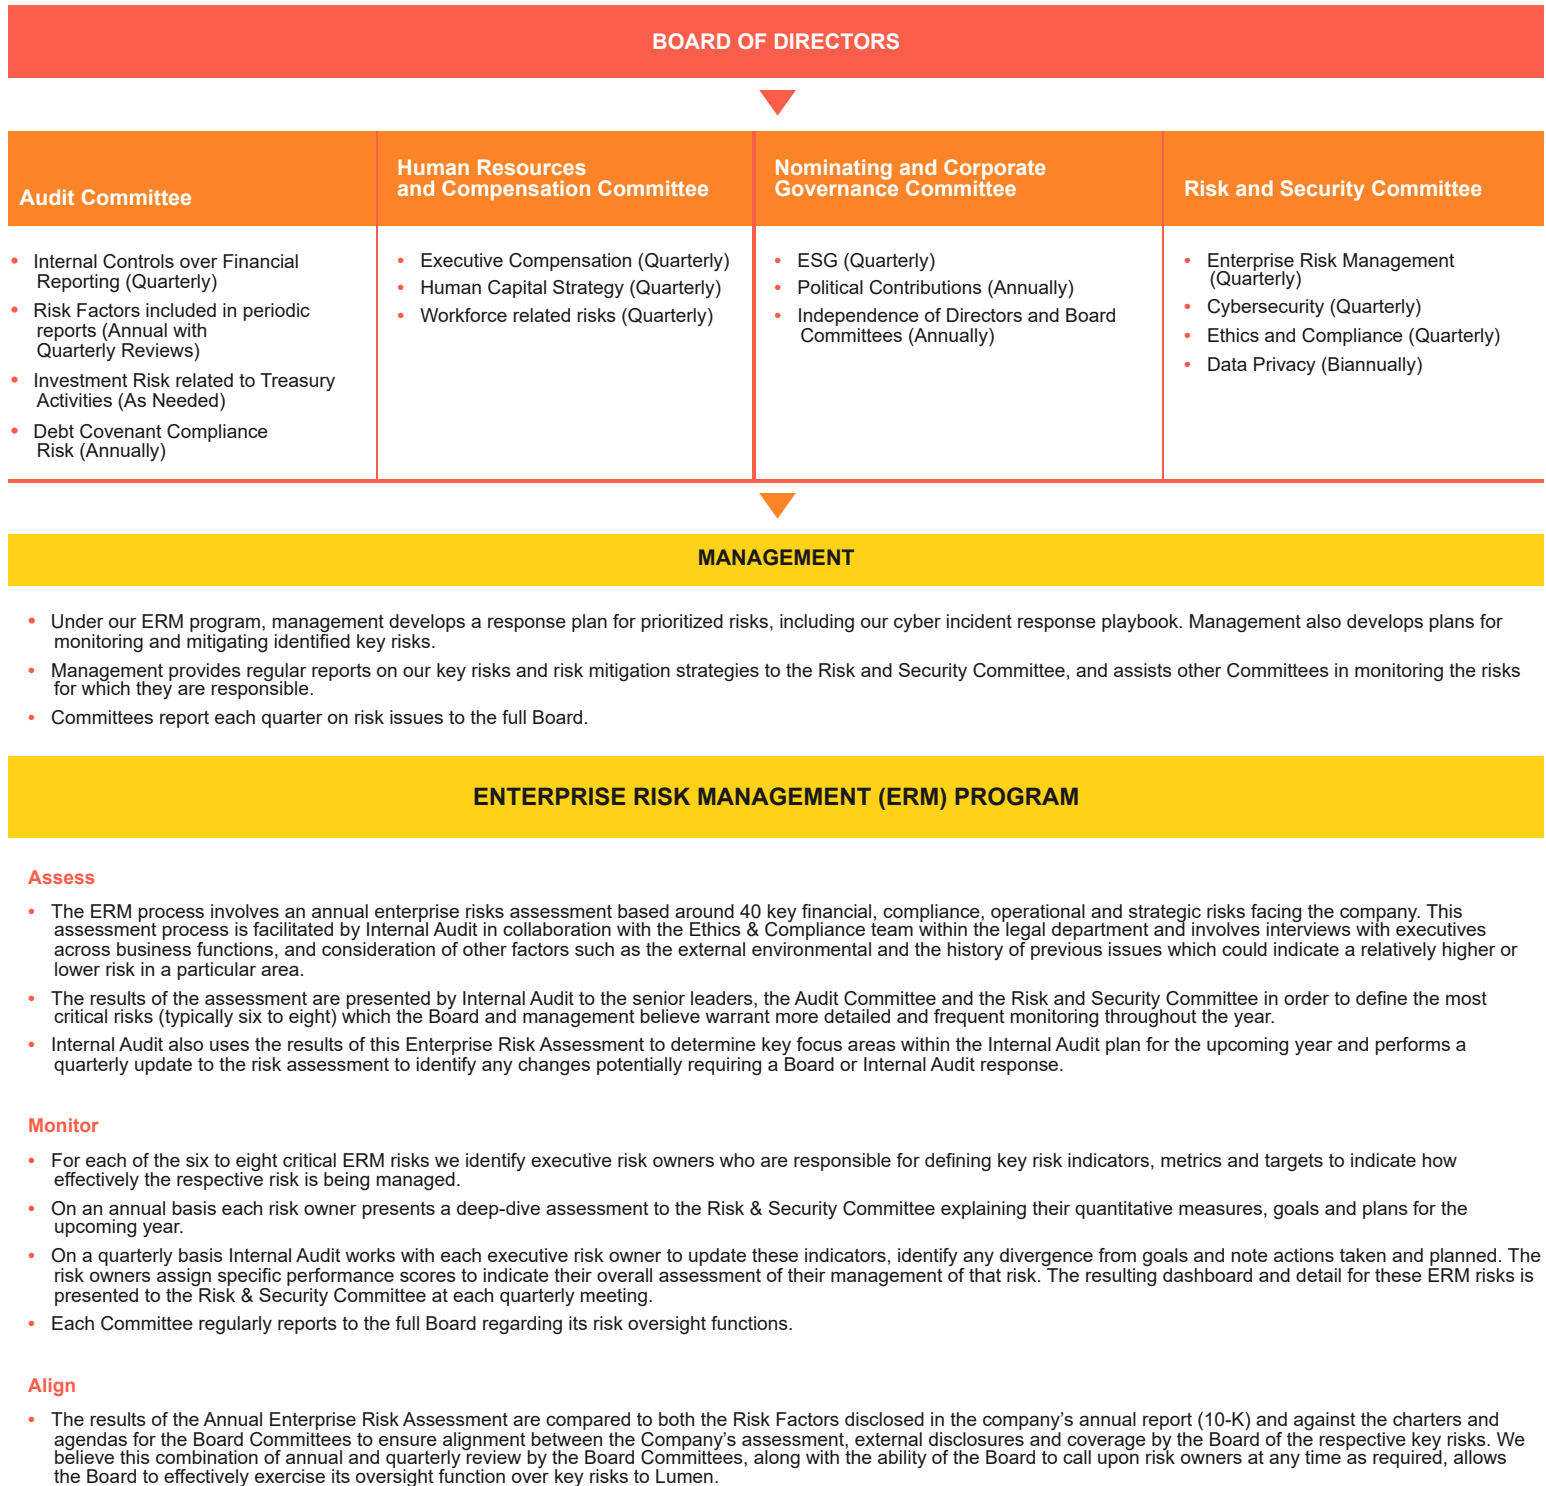 BOARD OF DIRECTORS
Audit Committee
• Internal Controls over Financial
Reporting (Quarterly)
• Risk Factors included in periodic
reports (Annual with
Quarterly Reviews)
• Investment Risk related to Treasury
Activities (As Needed)
• Debt Covenant Compliance
Risk (Annually)
Human Resources
and Compensation Committee
• Executive Compensation (Quarterly)
• Human Capital Strategy (Quarterly)
• Workforce related risks (Quarterly)
Nominating and Corporate
Governance Committee
• ESG (Quarterly)
• Political Contributions (Annually)
• Independence of Directors and Board
Committees (Annually)
Risk and Security Committee
• Enterprise Risk Management
(Quarterly)
• Cybersecurity (Quarterly)
• Ethics and Compliance (Quarterly)
• Data Privacy (Biannually)
MANAGEMENT
• Under our ERM program, management develops a response plan for prioritized risks, including our cyber incident response playbook. Management also develops plans for
monitoring and mitigating identified key risks.
• Management provides regular reports on our key risks and risk mitigation strategies to the Risk and Security Committee, and assists other Committees in monitoring the risks
for which they are responsible.
• Committees report each quarter on risk issues to the full Board.
ENTERPRISE RISK MANAGEMENT (ERM) PROGRAM
Assess
• The ERM process involves an annual enterprise risks assessment based around 40 key financial, compliance, operational and strategic risks facing the company. This
assessment process is facilitated by Internal Audit in collaboration with the Ethics & Compliance team within the legal department and involves interviews with executives
across business functions, and consideration of other factors such as the external environmental and the history of previous issues which could indicate a relatively higher or
lower risk in a particular area.
• The results of the assessment are presented by Internal Audit to the senior leaders, the Audit Committee and the Risk and Security Committee in order to define the most
critical risks (typically six to eight) which the Board and management believe warrant more detailed and frequent monitoring throughout the year.
• Internal Audit also uses the results of this Enterprise Risk Assessment to determine key focus areas within the Internal Audit plan for the upcoming year and performs a
quarterly update to the risk assessment to identify any changes potentially requiring a Board or Internal Audit response.
Monitor
• For each of the six to eight critical ERM risks we identify executive risk owners who are responsible for defining key risk indicators, metrics and targets to indicate how
effectively the respective risk is being managed.
• On an annual basis each risk owner presents a deep-dive assessment to the Risk & Security Committee explaining their quantitative measures, goals and plans for the
upcoming year.
• On a quarterly basis Internal Audit works with each executive risk owner to update these indicators, identify any divergence from goals and note actions taken and planned. The
risk owners assign specific performance scores to indicate their overall assessment of their management of that risk. The resulting dashboard and detail for these ERM risks is
presented to the Risk & Security Committee at each quarterly meeting.
• Each Committee regularly reports to the full Board regarding its risk oversight functions.
Align
• The results of the Annual Enterprise Risk Assessment are compared to both the Risk Factors disclosed in the company’s annual report (10-K) and against the charters and
agendas for the Board Committees to ensure alignment between the Company’s assessment, external disclosures and coverage by the Board of the respective key risks. We
believe this combination of annual and quarterly review by the Board Committees, along with the ability of the Board to call upon risk owners at any time as required, allows
the Board to effectively exercise its oversight function over key risks to Lumen.